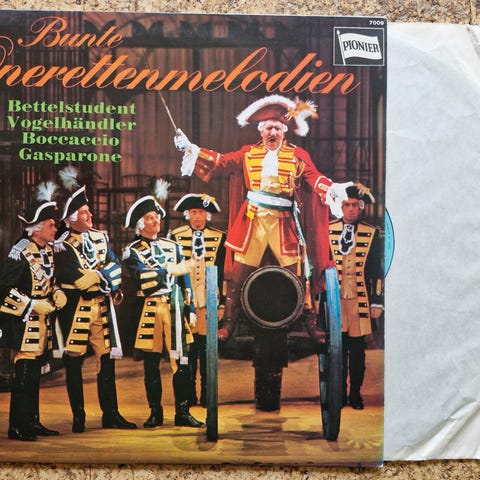 Bunte
Operettenmelodien
Bettelstudent
Vogelhändler
Boccaccio
Gasparone
7009
PIONIER